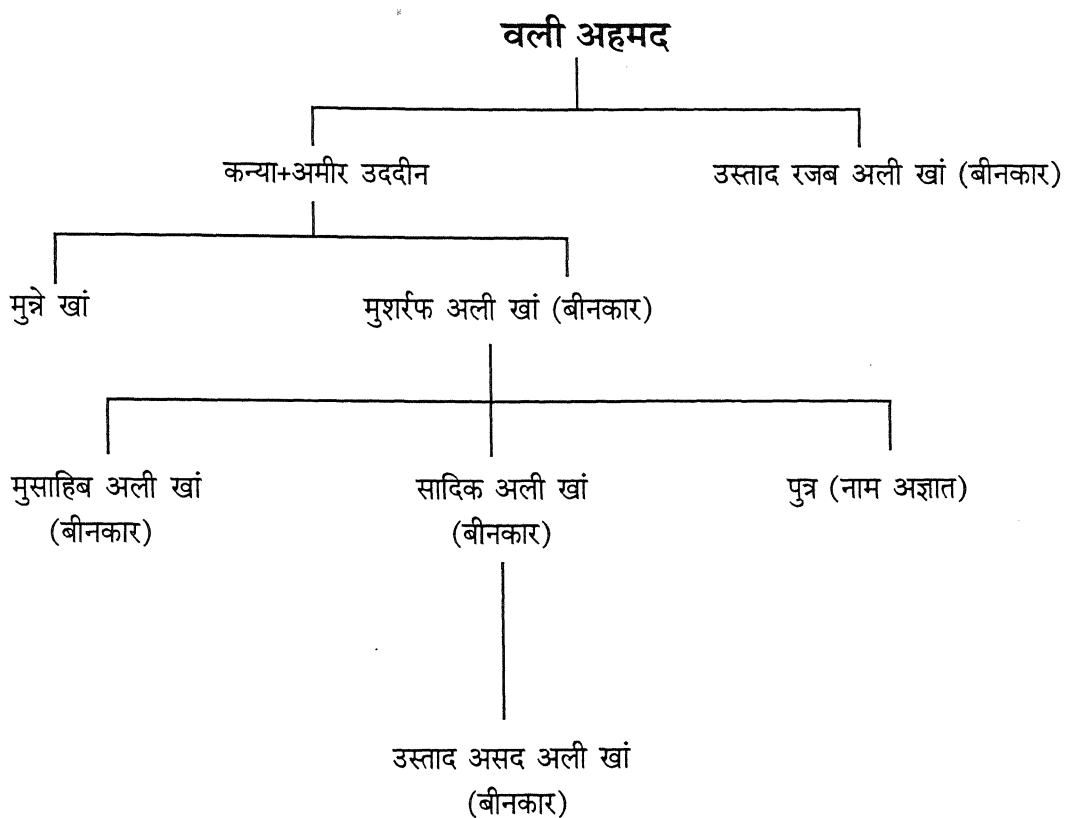 वली अहमद
कन्या+अमीर उददीन
उस्ताद रजब अली खां (बीनकार)
मुन्ने खां
मुशर्रफ अली खां (बीनकार)
मुसाहिब अली खां
(बीनकार)
सादिक अली खां
(बीनकार)
पुत्र (नाम अज्ञात)
उस्ताद असद अली खां
(बीनकार)